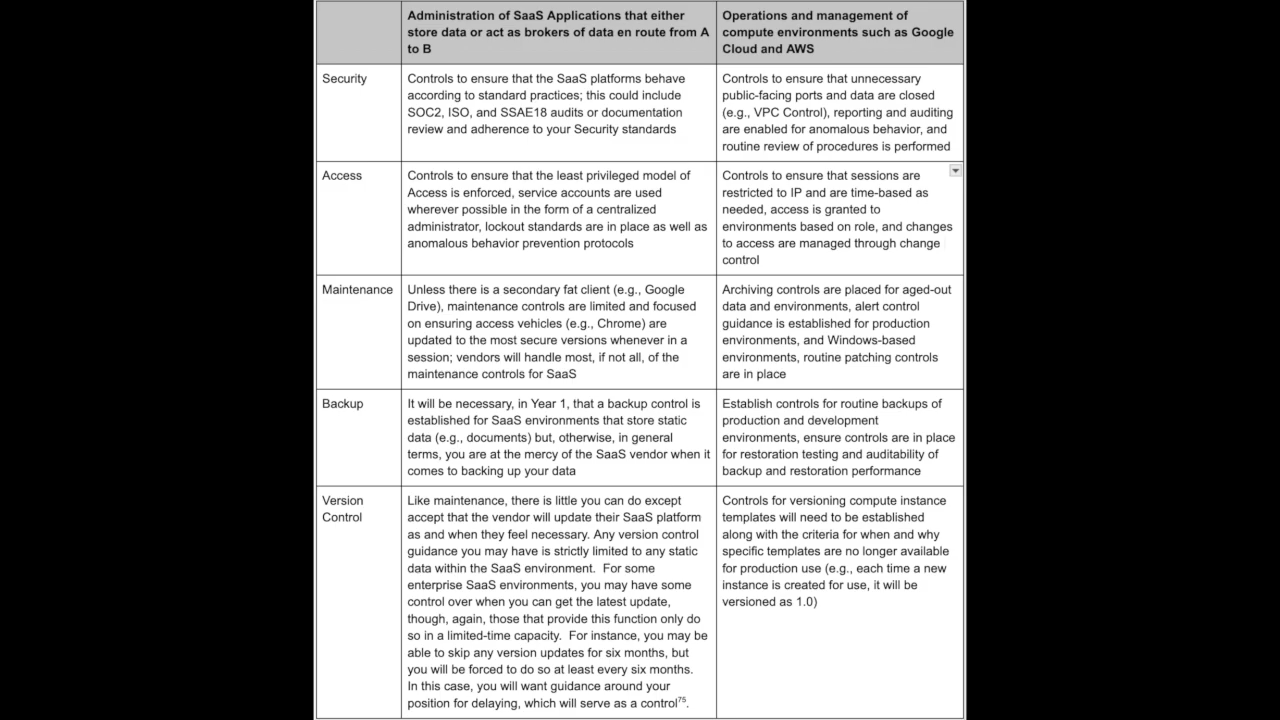 Administration of SaaS Applications that either
store data or act as brokers of data en route from A
to B
Operations and management of
compute environments such as Google
Cloud and AWS
Security
Controls to ensure that the SaaS platforms behave
according to standard practices; this could include
SOC2, ISO, and SSAE18 audits or documentation
review and adherence to your Security standards
Controls to ensure that unnecessary
public-facing ports and data are closed
(e.g., VPC Control), reporting and auditing
are enabled for anomalous behavior, and
routine review of procedures is performed
Access
Controls to ensure that the least privileged model of
Access is enforced, service accounts are used
wherever possible in the form of a centralized
administrator, lockout standards are in place as well as
anomalous behavior prevention protocols
Controls to ensure that sessions are
restricted to IP and are time-based as
needed, access is granted to
environments based on role, and changes
to access are managed through change
control
Maintenance
Unless there is a secondary fat client (e.g., Google
Drive), maintenance controls are limited and focused
on ensuring access vehicles (e.g., Chrome) are
updated to the most secure versions whenever in a
session; vendors will handle most, if not all, of the
maintenance controls for SaaS
Archiving controls are placed for aged-out
data and environments, alert control
guidance is established for production
environments, and Windows-based
environments, routine patching controls
are in place
Backup
It will be necessary, in Year 1, that a backup control is
established for SaaS environments that store static
data (e.g., documents) but, otherwise, in general
terms, you are at the mercy of the SaaS vendor when it
comes to backing up your data
Establish controls for routine backups of
production and development
environments, ensure controls are in place
for restoration testing and auditability of
backup and restoration performance
Version
Control
Like maintenance, there is little you can do except
accept that the vendor will update their SaaS platform
as and when they feel necessary. Any version control
guidance you may have is strictly limited to any static
data within the SaaS environment. For some
enterprise SaaS environments, you may have some
control over when you can get the latest update,
though, again, those that provide this function only do
so in a limited-time capacity. For instance, you may be
able to skip any version updates for six months, but
you will be forced to do so at least every six months.
In this case, you will want guidance around your
position for delaying, which will serve as a control75.
Controls for versioning compute instance
templates will need to be established
along with the criteria for when and why
specific templates are no longer available
for production use (e.g., each time a new
instance is created for use, it will be
versioned as 1.0)